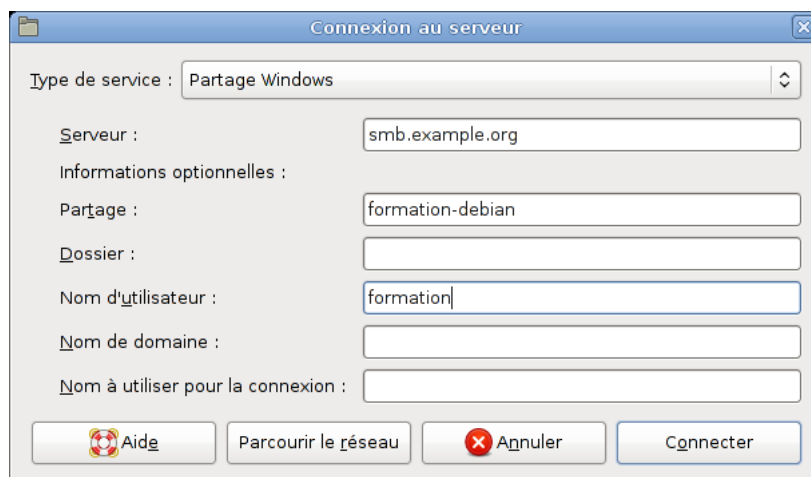 Connexion au serveur
Type de service : Partage Windows
Serveur : smb.example.org
Informations optionnelles :
Partage : formation-debian
Dossier :
Nom d'utilisateur : formation
Nom de domaine :
Nom à utiliser pour la connexion :
Aide Parcourir le réseau Annuler Connecter